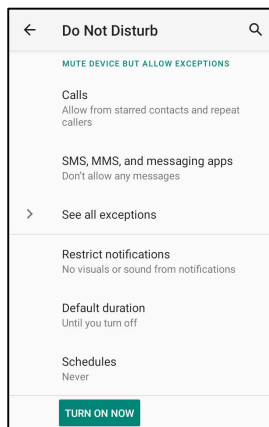 Do Not Disturb
MUTE DEVICE BUT ALLOW EXCEPTIONS
Calls
Allow from starred contacts and repeat
callers
SMS, MMS, and messaging apps
Don't allow any messages
See all exceptions
Restrict notifications
No visuals or sound from notifications
Default duration
Until you turn off
Schedules
Never
TURN ON NOW